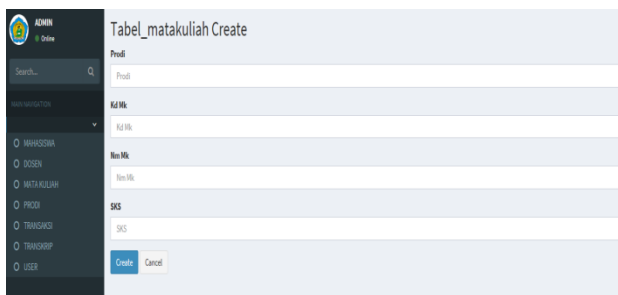 ADMIN
Online
Search...
MAIN NAVIGATION
MAHASISWA
DOSEN
MATA KULIAH
PRODI
TRANSAKSI
TRANSKRIP
USER
Tabel_matakuliah Create
Prodi
Prodi
Kd Mk
Kd Mk
Nm Mk
Nm Mk
SKS
SKS
Create Cancel